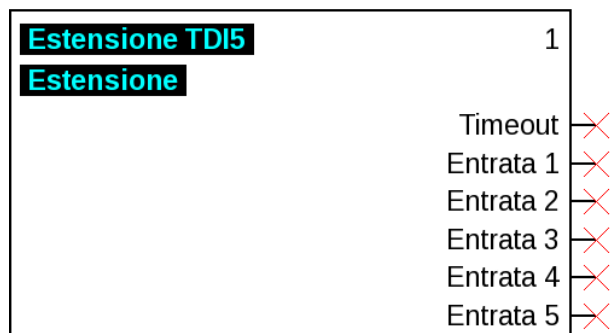 Estensione TDI5 1
Estensione
Timeout
Entrata 1
Entrata 2
Entrata 3
Entrata 4
Entrata 5